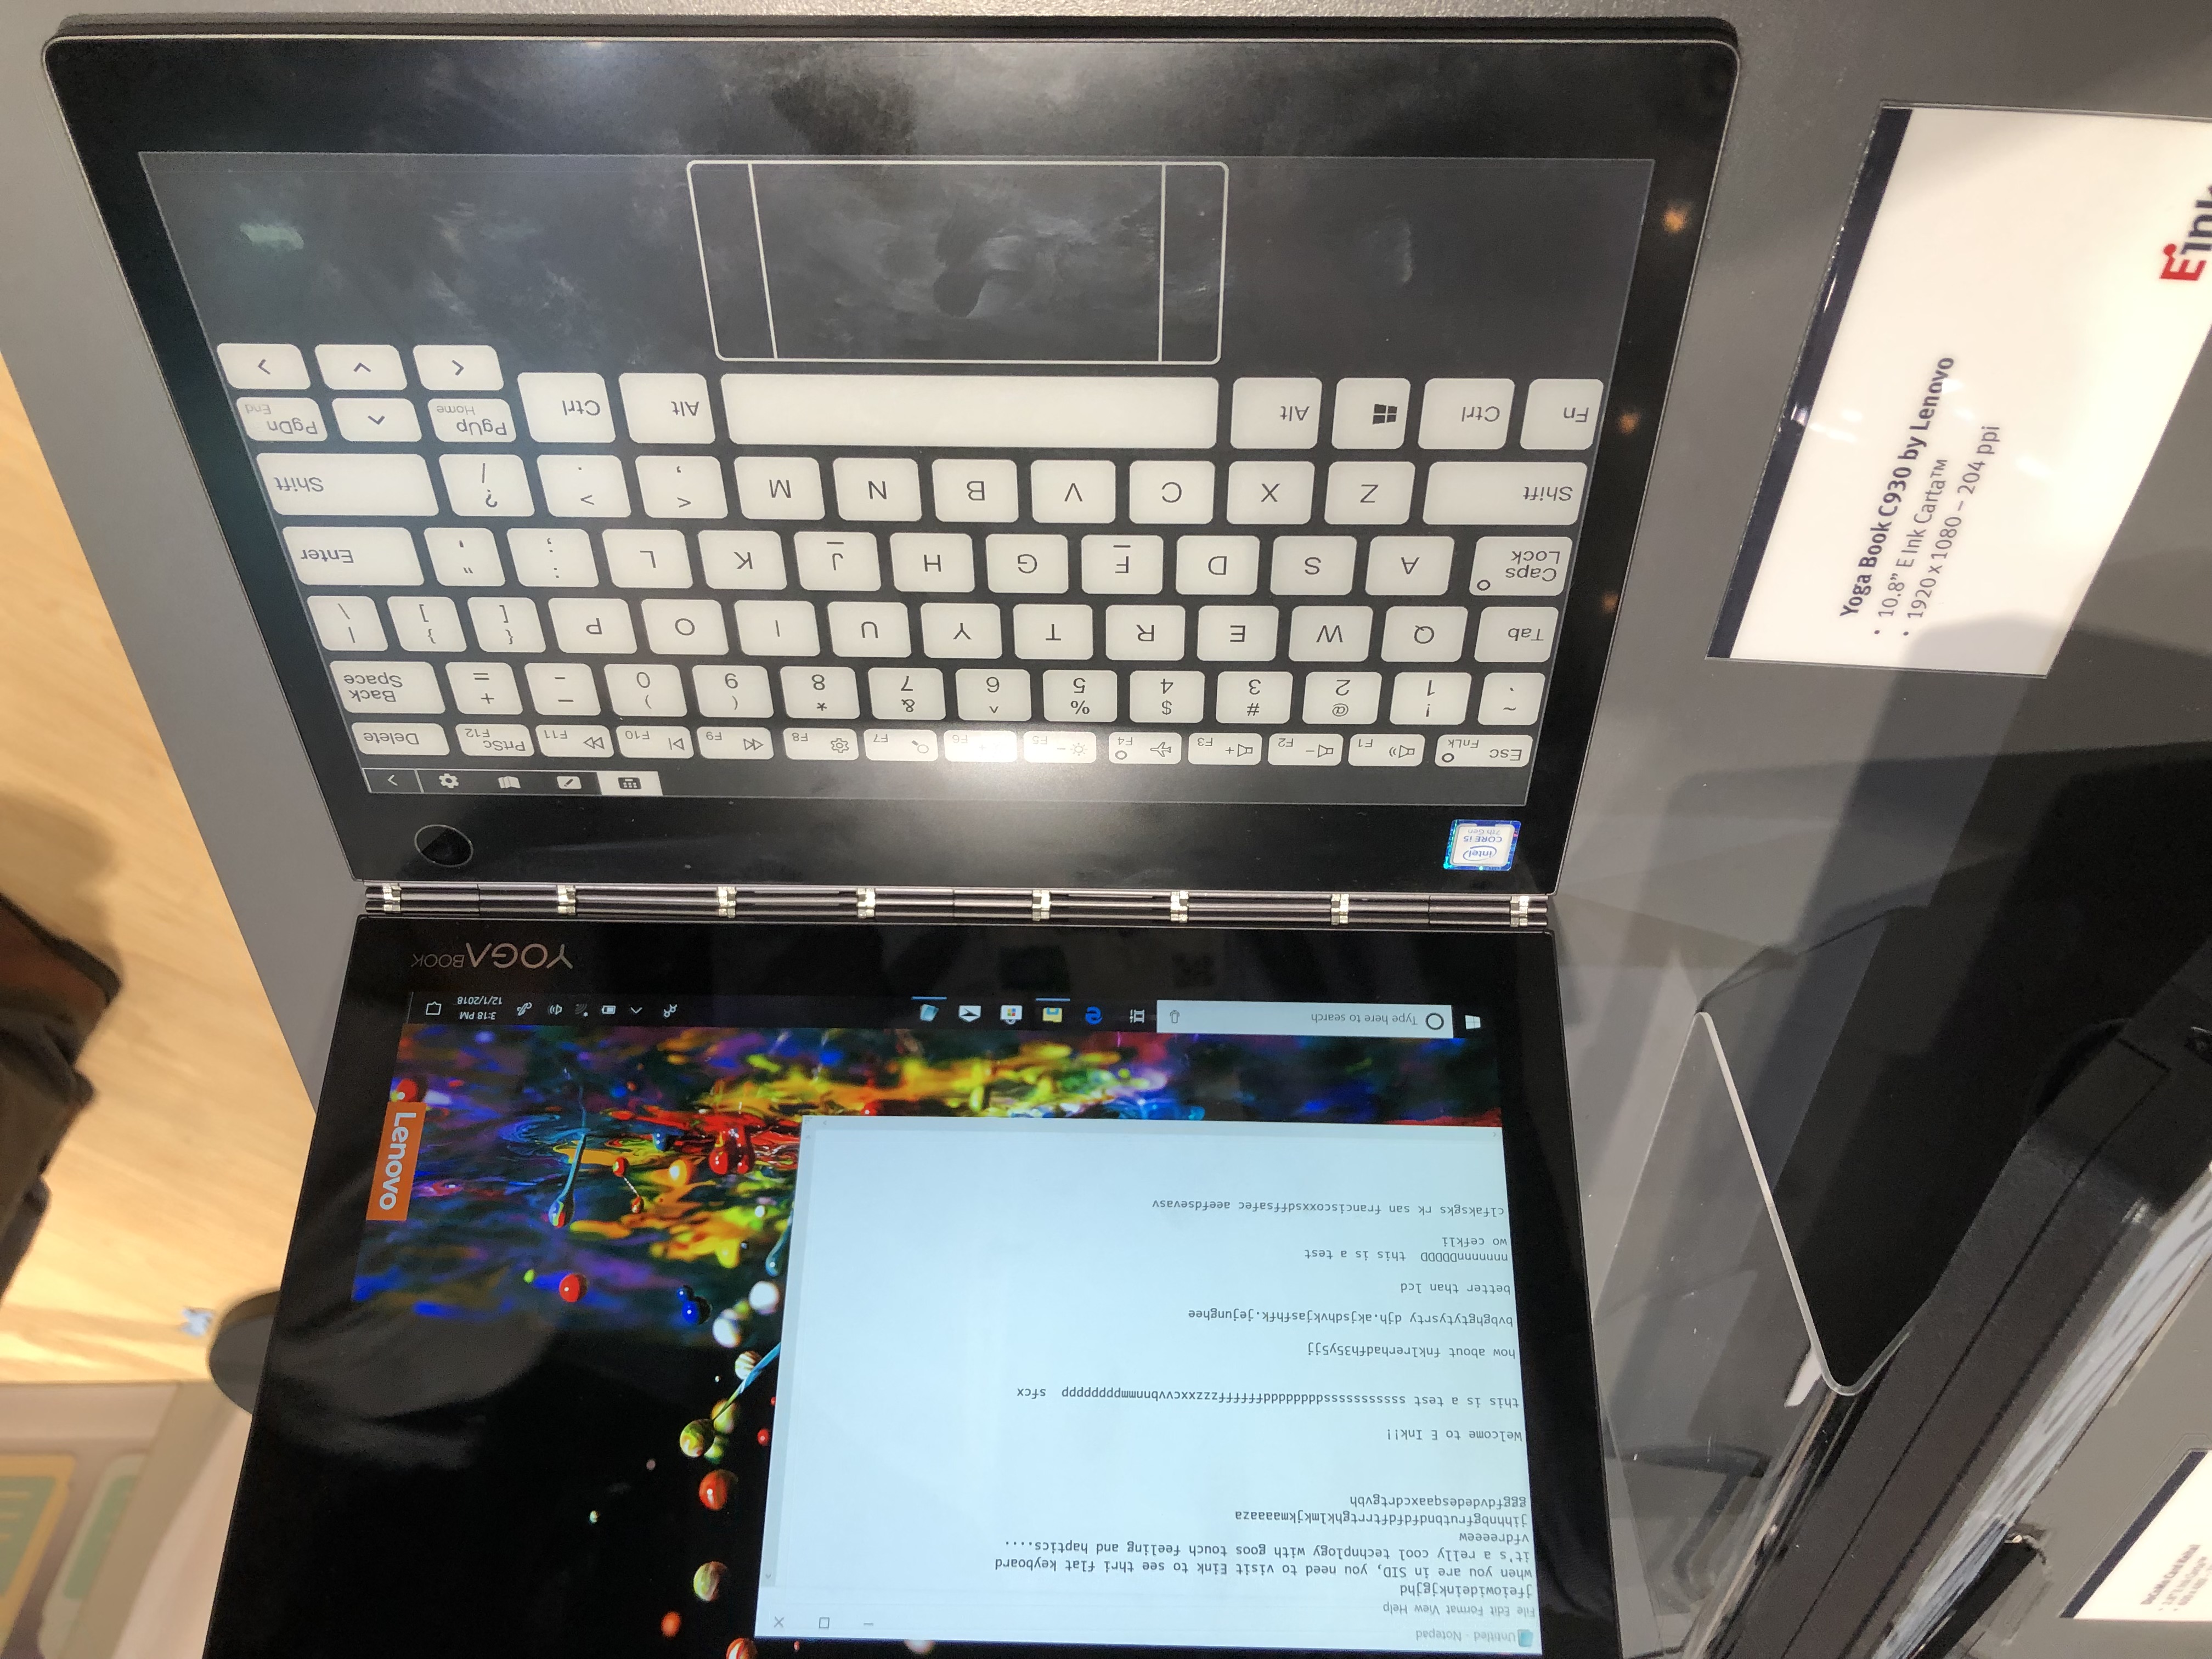 Untitled - Notepad
File Edit Format View Help
jfeiowideinkjgjhd
when you are in SID, you need to visit Eink to see thri flat keyboard
it's a relly cool technplogy with goos touch feeling and haptics....
vfdreeeew
jihhnbgfrutbndfdfdftrrtghklmkjkmaaaaza
gggfdvdedesqaaxcdrtgvbh
Welcome to E Ink!!
this is a test sssssssssssddddddddffffffzzzxxcvvbnnmmpppppppp sfcx
how about fnklrerhadfh35y5jj
bvbghgtytysrty djh.akjsdhvkjasfhfk.jejunghee
better than lcd
nnnnnnnDDDDD this is a test
wo cefkli
clfaksgks rk san franciscoxxsdffsafec aeefdsevasv
Lenovo
Type here to search
3:18 PM
12/1/2018
YOGA BOOK
intel
CORE i5
7th Gen
Esc FnLk F1 F2 F3 F4 F5 F6 F7 F8 F9 F10 F11 PrtSc F12 Delete
~ ` ! 1 @ 2 # 3 $ 4 % 5 ^ 6 & 7 * 8 ( 9 ) 0 _ - + = Back Space
Tab Q W E R T Y U I O P { [ } ] | \
Caps Lock A S D F G H J K L : ; " ' Enter
Shift Z X C V B N M < , > . ? / Shift
Fn Ctrl Alt Alt Ctrl PgUp Home ^ PgDn End
Yoga Book C930 by Lenovo
• 10.8" E Ink Carta™
• 1920 x 1080 – 204 ppi
E Ink